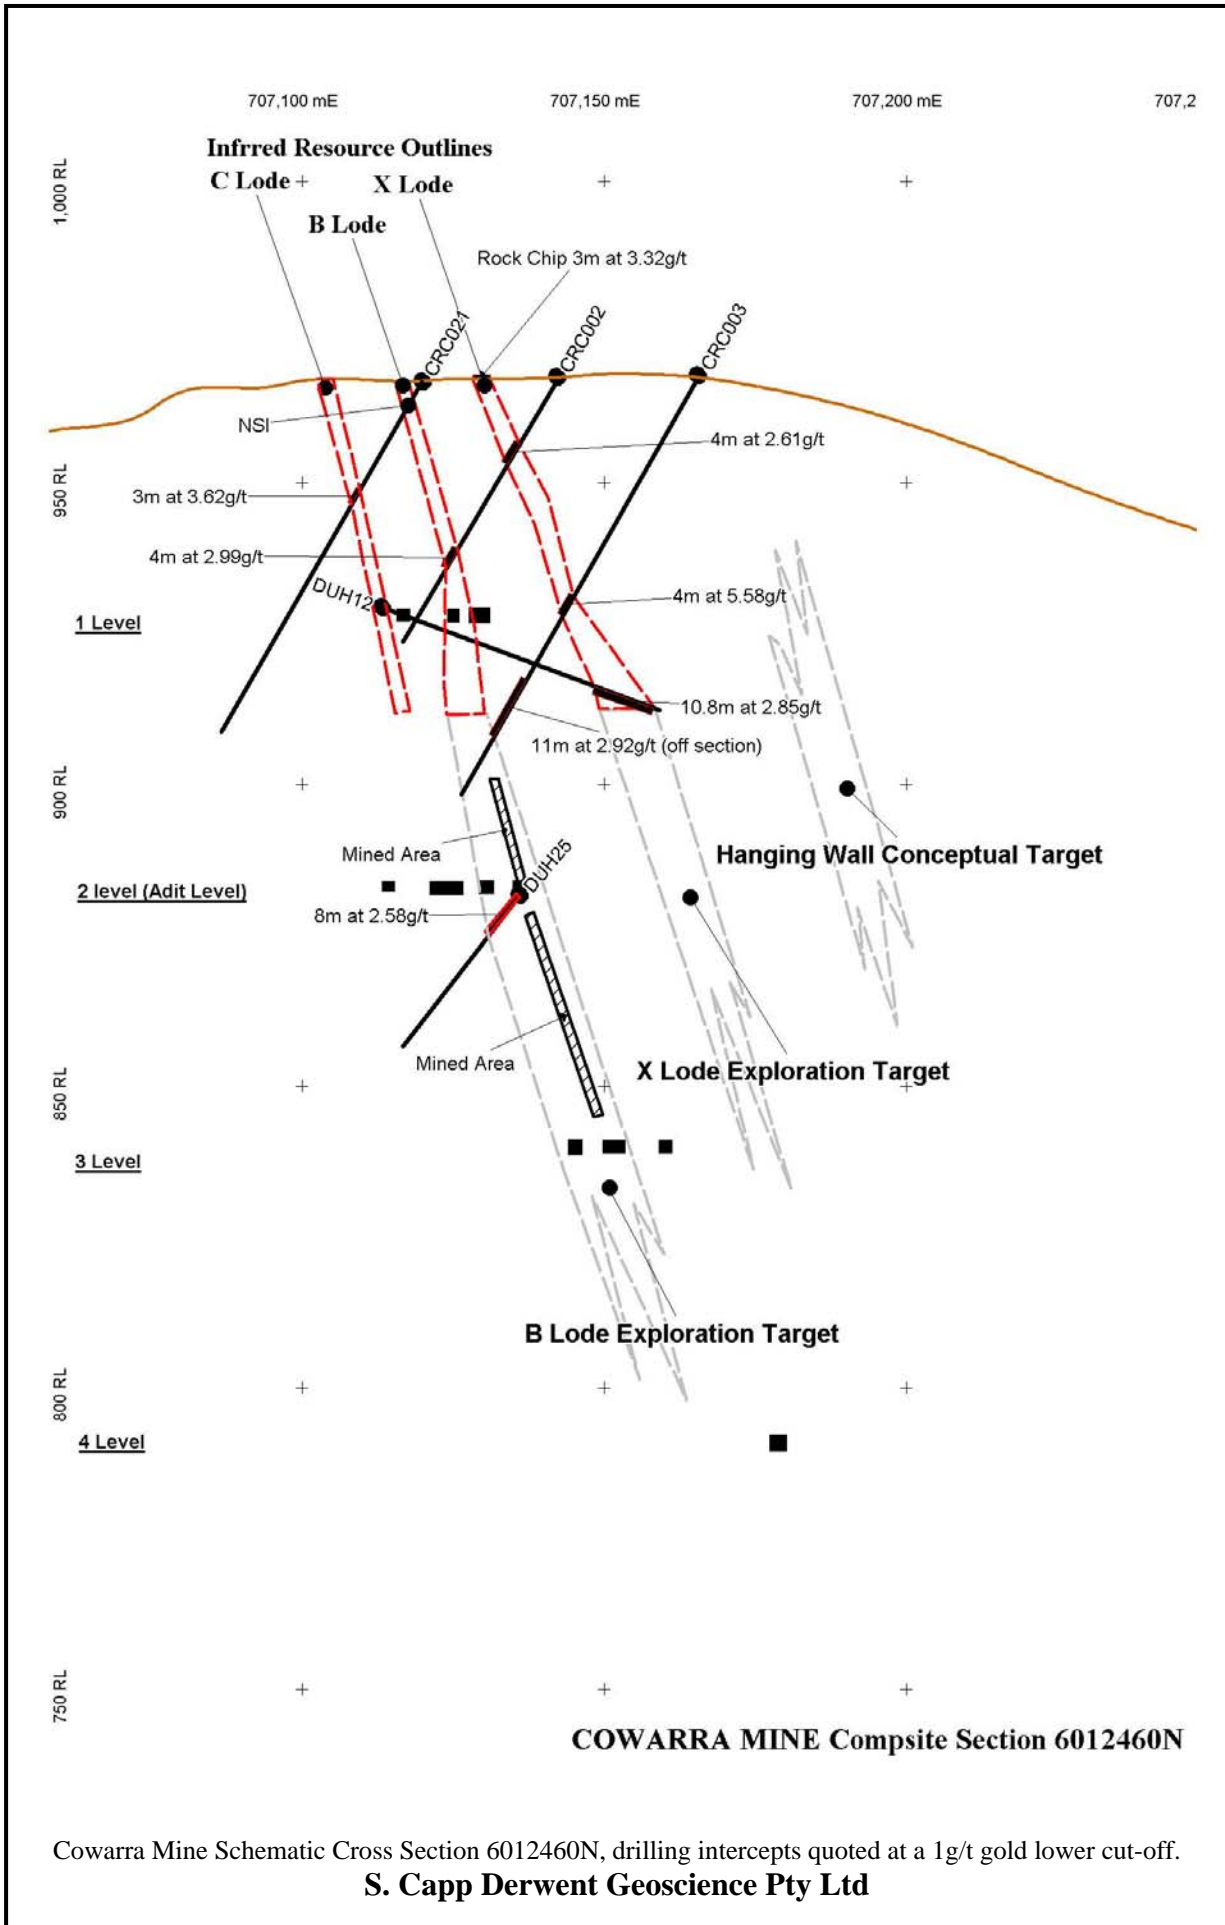 707,100 mE
707,150 mE
707,200 mE
707,2
Infrred Resource Outlines
C Lode
X Lode
B Lode
1,000 RL
Rock Chip 3m at 3.32g/t
CRC021
CRC002
CRC003
NSI
4m at 2.61g/t
950 RL
3m at 3.62g/t
4m at 2.99g/t
DUH12
4m at 5.58g/t
1 Level
10.8m at 2.85g/t
11m at 2.92g/t (off section)
900 RL
Mined Area
Hanging Wall Conceptual Target
DUH25
2 level (Adit Level)
8m at 2.58g/t
Mined Area
X Lode Exploration Target
850 RL
3 Level
B Lode Exploration Target
800 RL
4 Level
750 RL
COWARRA MINE Compsite Section 6012460N
Cowarra Mine Schematic Cross Section 6012460N, drilling intercepts quoted at a 1g/t gold lower cut-off.
S. Capp Derwent Geoscience Pty Ltd